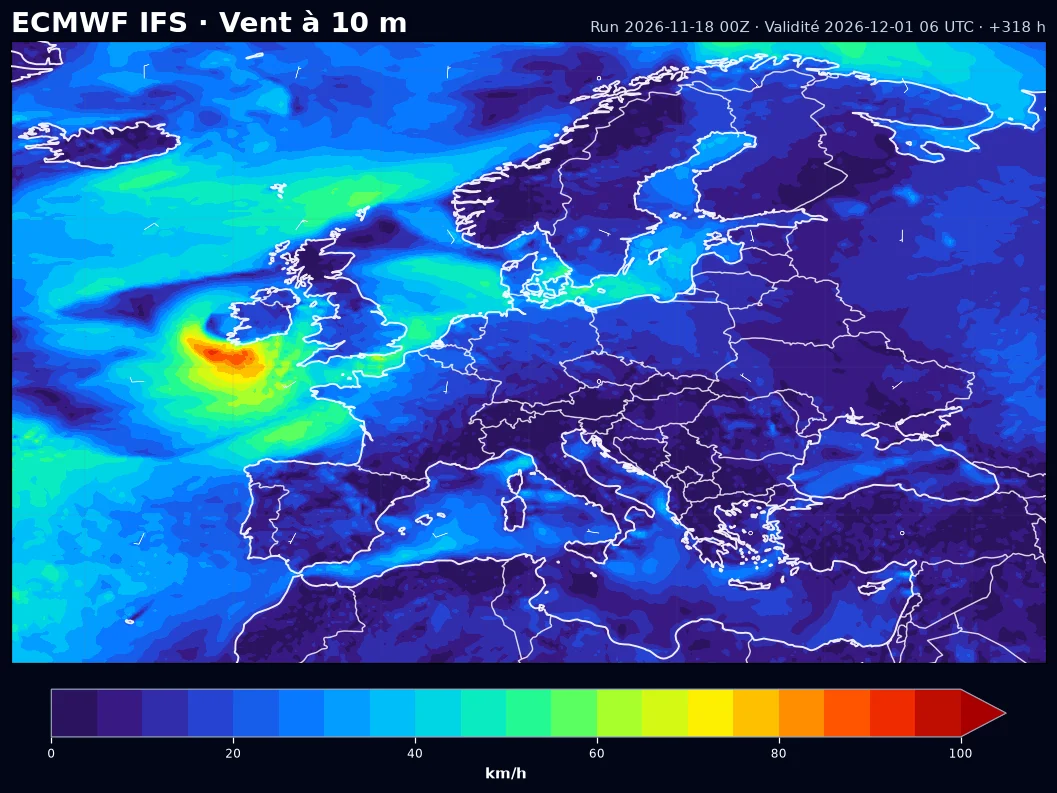 ECMWF IFS · Vent à 10 m
Run 2026-11-18 00Z · Validité 2026-12-01 06 UTC · +318 h
0 20 40 60 80 100
km/h